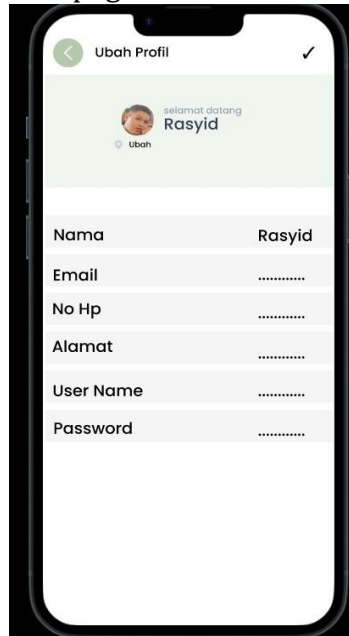 Ubah Profil ✓
selamat datang
Rasyid
Ubah
Nama Rasyid
Email ............
No Hp ............
Alamat ............
User Name ............
Password ............